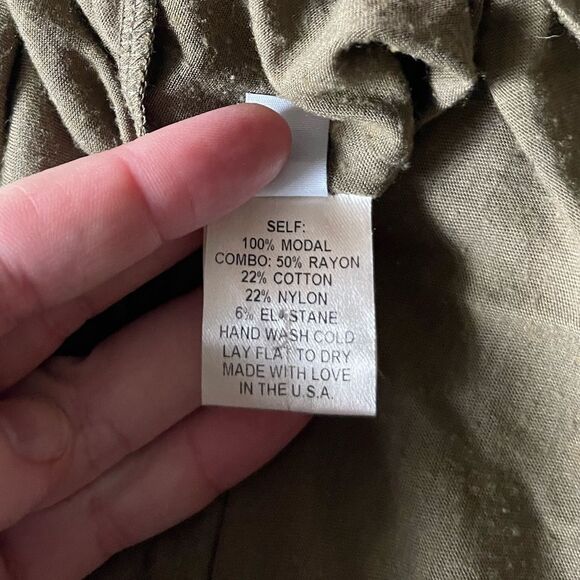 SELF:
100% MODAL
COMBO: 50% RAYON
22% COTTON
22% NYLON
6% ELASTANE
HAND WASH COLD
LAY FLAT TO DRY
MADE WITH LOVE
IN THE U.S.A.